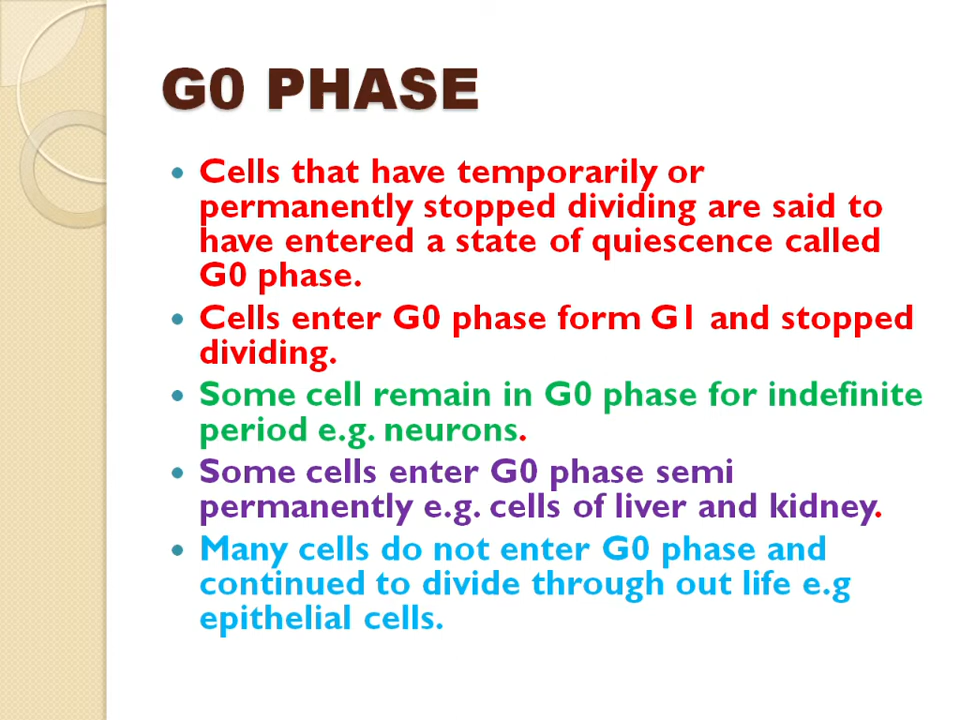 G0 PHASE
• Cells that have temporarily or
permanently stopped dividing are said to
have entered a state of quiescence called
G0 phase.
• Cells enter G0 phase form G1 and stopped
dividing.
• Some cell remain in G0 phase for indefinite
period e.g. neurons.
• Some cells enter G0 phase semi
permanently e.g. cells of liver and kidney.
• Many cells do not enter G0 phase and
continued to divide through out life e.g
epithelial cells.